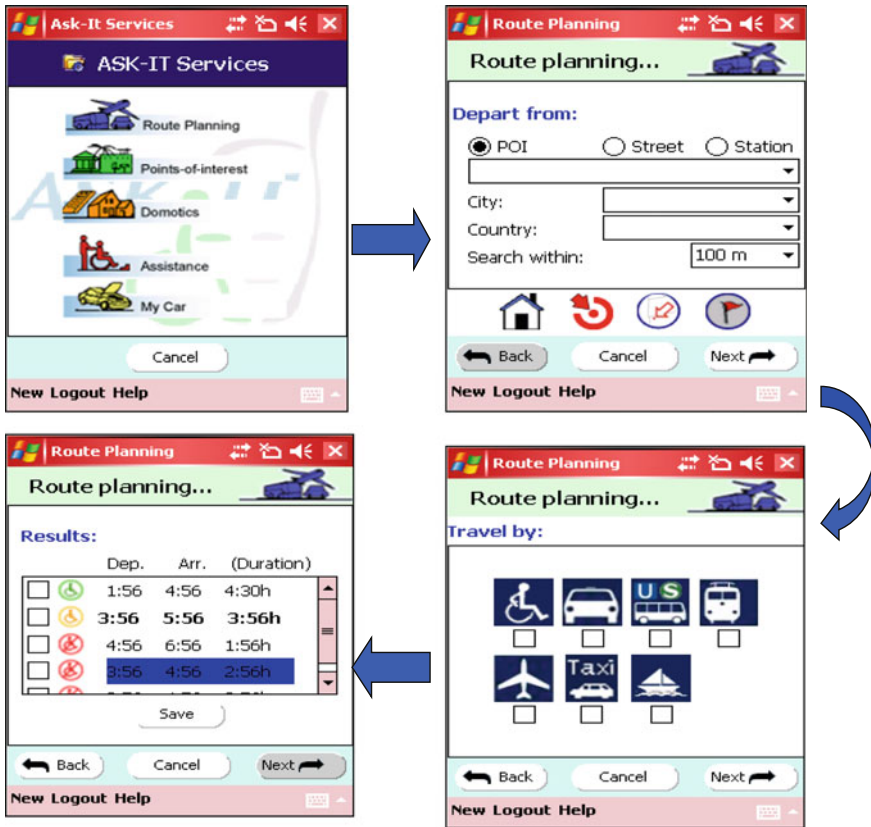 Ask-It Services
ASK-IT Services
Route Planning
Points-of-interest
Domotics
Assistance
My Car
Cancel
New Logout Help
Route Planning
Route planning...
Depart from:
POI Street Station
City:
Country:
Search within: 100 m
Back Cancel Next
New Logout Help
Route Planning
Route planning...
Travel by:
U S
Taxi
Back Cancel Next
New Logout Help
Route Planning
Route planning...
Results:
Dep. Arr. (Duration)
1:56 4:56 4:30h
3:56 5:56 3:56h
4:56 6:56 1:56h
3:56 4:56 2:56h
Save
Back Cancel Next
New Logout Help